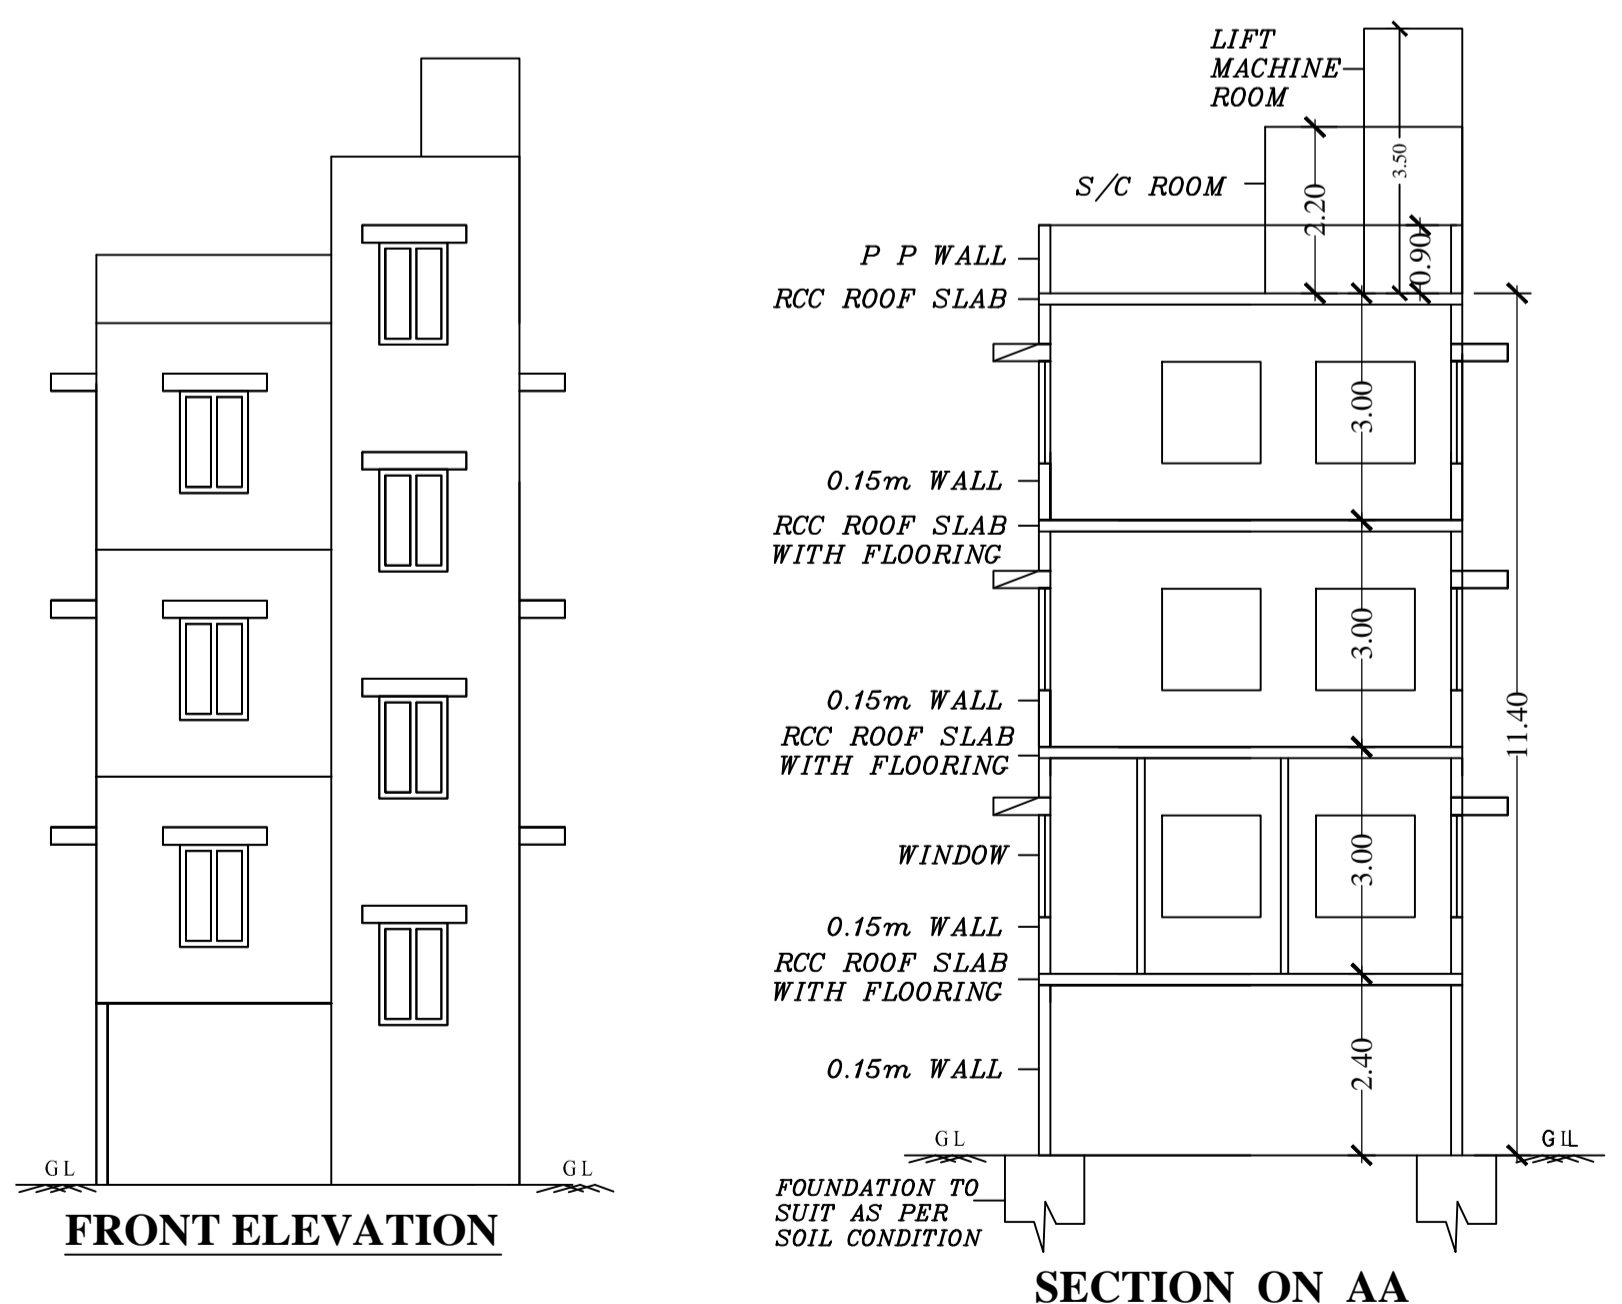 LIFT
MACHINE
ROOM
3.50
S/C ROOM
2.20
P P WALL
0.90
RCC ROOF SLAB
3.00
0.15m WALL
RCC ROOF SLAB
WITH FLOORING
3.00
0.15m WALL
11.40
RCC ROOF SLAB
WITH FLOORING
WINDOW
3.00
0.15m WALL
RCC ROOF SLAB
WITH FLOORING
2.40
0.15m WALL
GL
GL
GL
GL
FOUNDATION TO
SUIT AS PER
SOIL CONDITION
FRONT ELEVATION
SECTION ON AA